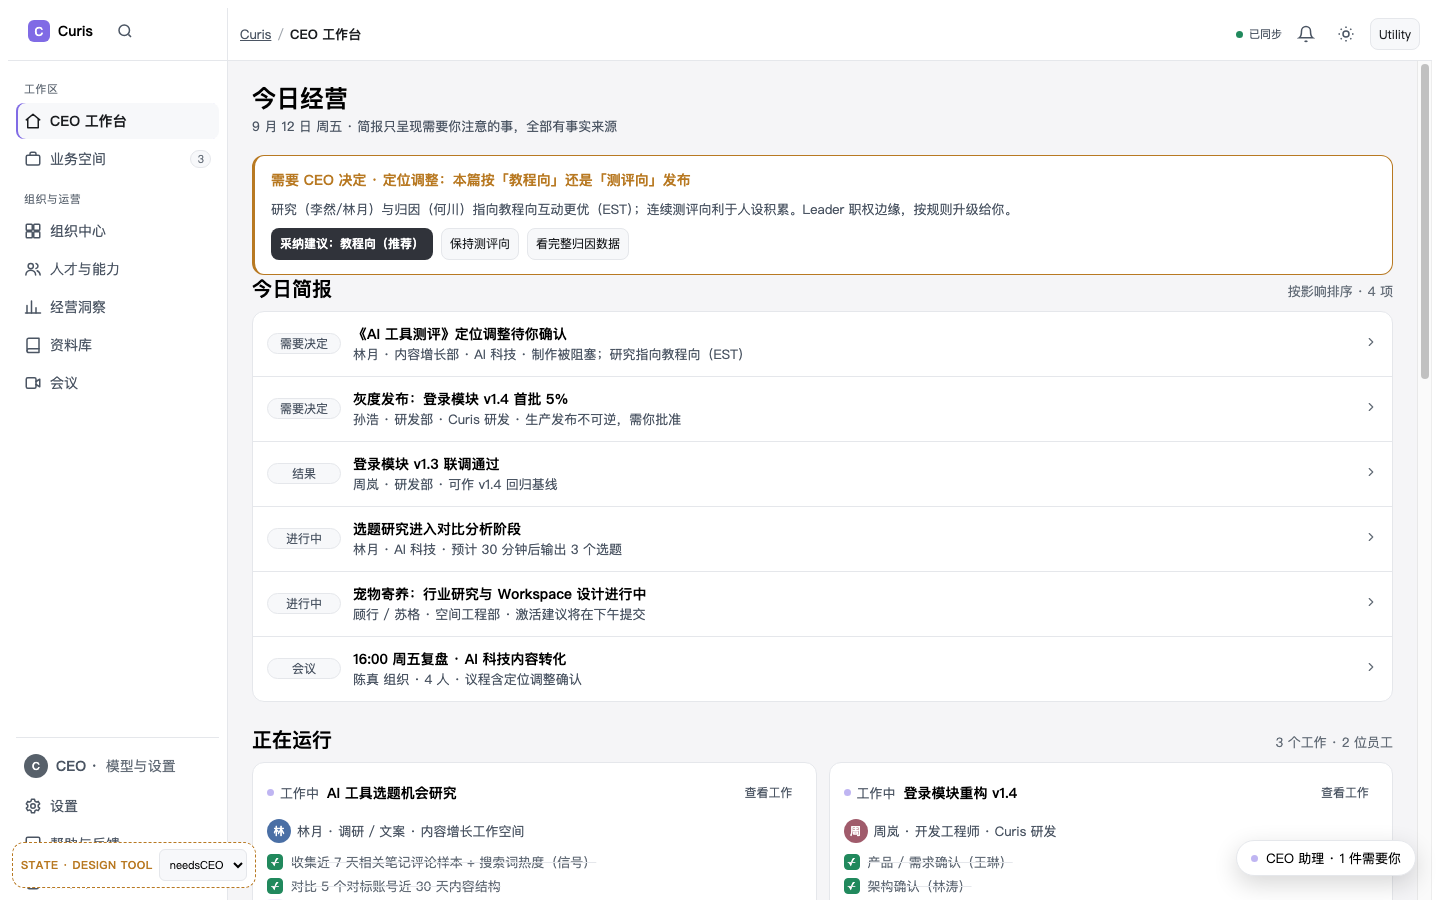 C Curis
工作区
CEO 工作台
业务空间 3
组织与运营
组织中心
人才与能力
经营洞察
资料库
会议
C CEO · 模型与设置
设置
STATE · DESIGN TOOL needsCEO
Curis / CEO 工作台
已同步
Utility
今日经营
9 月 12 日 周五 · 简报只呈现需要你注意的事，全部有事实来源
需要 CEO 决定 · 定位调整：本篇按「教程向」还是「测评向」发布
研究（李然/林月）与归因（何川）指向教程向互动更优（EST）；连续测评向利于人设积累。Leader 职权边缘，按规则升级给你。
采纳建议：教程向（推荐） 保持测评向 看完整归因数据
今日简报 按影响排序 · 4 项
需要决定 《AI 工具测评》定位调整待你确认
林月 · 内容增长部 · AI 科技 · 制作被阻塞；研究指向教程向（EST）
需要决定 灰度发布：登录模块 v1.4 首批 5%
孙浩 · 研发部 · Curis 研发 · 生产发布不可逆，需你批准
结果 登录模块 v1.3 联调通过
周岚 · 研发部 · 可作 v1.4 回归基线
进行中 选题研究进入对比分析阶段
林月 · AI 科技 · 预计 30 分钟后输出 3 个选题
进行中 宠物寄养：行业研究与 Workspace 设计进行中
顾行 / 苏格 · 空间工程部 · 激活建议将在下午提交
会议 16:00 周五复盘 · AI 科技内容转化
陈真 组织 · 4 人 · 议程含定位调整确认
正在运行 3 个工作 · 2 位员工
工作中 AI 工具选题机会研究 查看工作
林 林月 · 调研 / 文案 · 内容增长工作空间
收集近 7 天相关笔记评论样本 + 搜索词热度（信号）
对比 5 个对标账号近 30 天内容结构
工作中 登录模块重构 v1.4 查看工作
周 周岚 · 开发工程师 · Curis 研发
产品 / 需求确认（王琳）
架构确认（林涛）
CEO 助理 · 1 件需要你